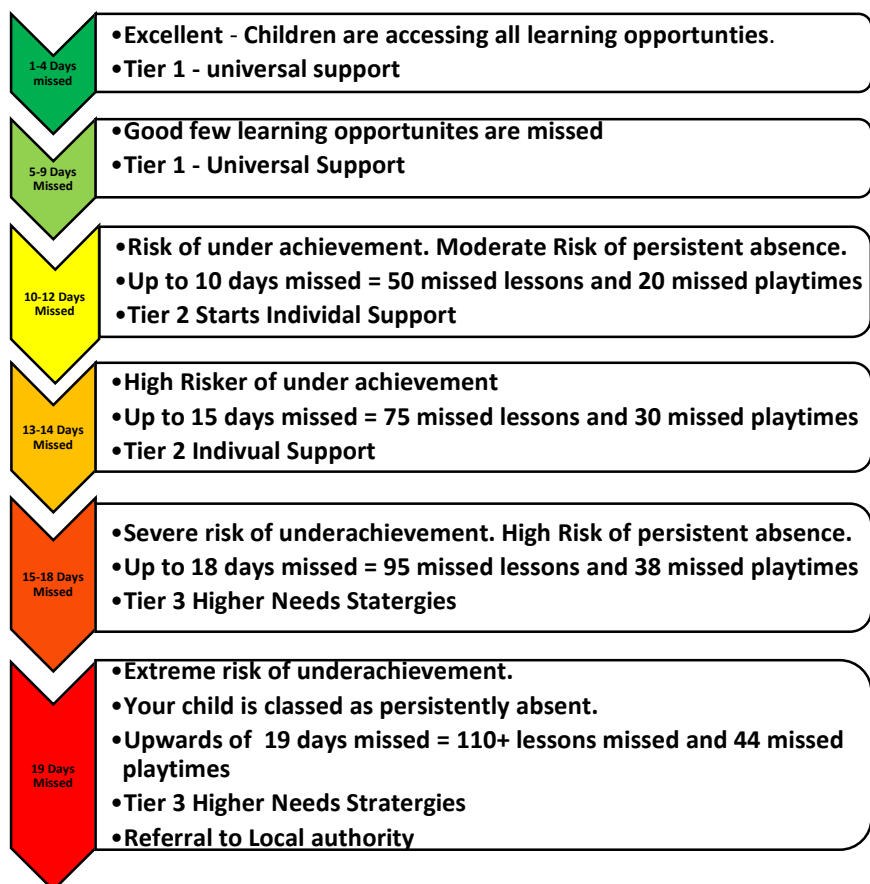 1-4 Days
missed
•Excellent - Children are accessing all learning opportunties.
•Tier 1 - universal support
5-9 Days
Missed
•Good few learning opportunites are missed
•Tier 1 - Universal Support
10-12 Days
Missed
•Risk of under achievement. Moderate Risk of persistent absence.
•Up to 10 days missed = 50 missed lessons and 20 missed playtimes
•Tier 2 Starts Individal Support
13-14 Days
Missed
•High Risker of under achievement
•Up to 15 days missed = 75 missed lessons and 30 missed playtimes
•Tier 2 Indivual Support
15-18 Days
Missed
•Severe risk of underachievement. High Risk of persistent absence.
•Up to 18 days missed = 95 missed lessons and 38 missed playtimes
•Tier 3 Higher Needs Statergies
19 Days
Missed
•Extreme risk of underachievement.
•Your child is classed as persistently absent.
•Upwards of 19 days missed = 110+ lessons missed and 44 missed
playtimes
•Tier 3 Higher Needs Stratergies
•Referral to Local authority